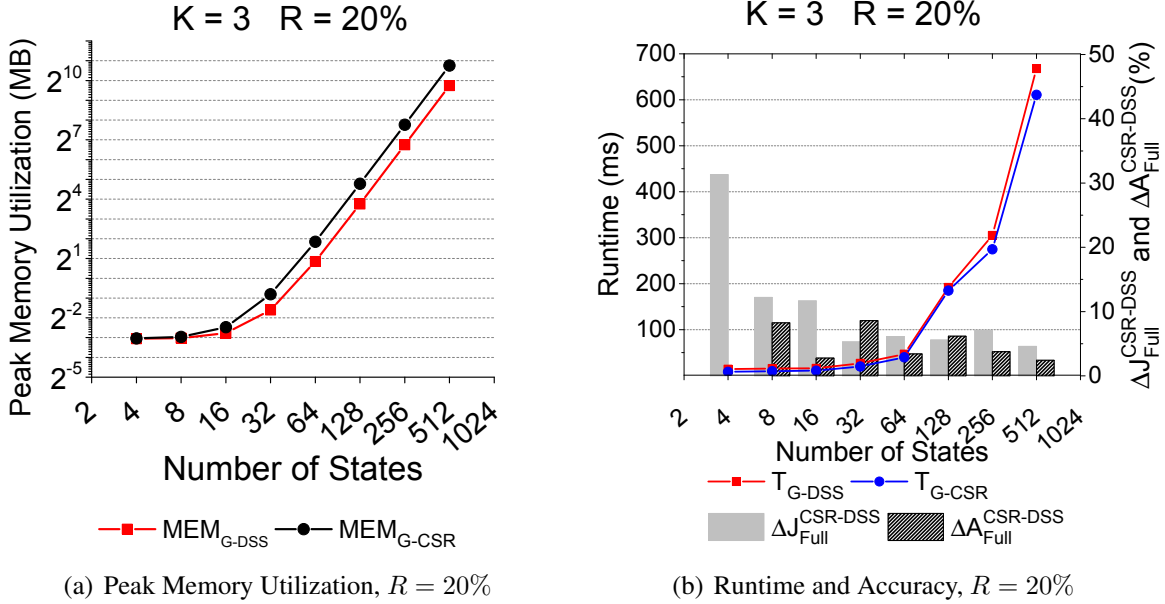 K = 3 R = 20%
Peak Memory Utilization (MB)
2^10
2^7
2^4
2^1
2^-2
2^-5
2 4 8 16 32 64 128 256 512 1024
Number of States
MEM_G-DSS MEM_G-CSR
(a) Peak Memory Utilization, R = 20%
K = 3 R = 20%
Runtime (ms)
700
600
500
400
300
200
100
50
40
30
20
10
0
ΔJ_Full^CSR-DSS and ΔA_Full^CSR-DSS (%)
2 4 8 16 32 64 128 256 512 1024
Number of States
T_G-DSS T_G-CSR
ΔJ_Full^CSR-DSS ΔA_Full^CSR-DSS
(b) Runtime and Accuracy, R = 20%